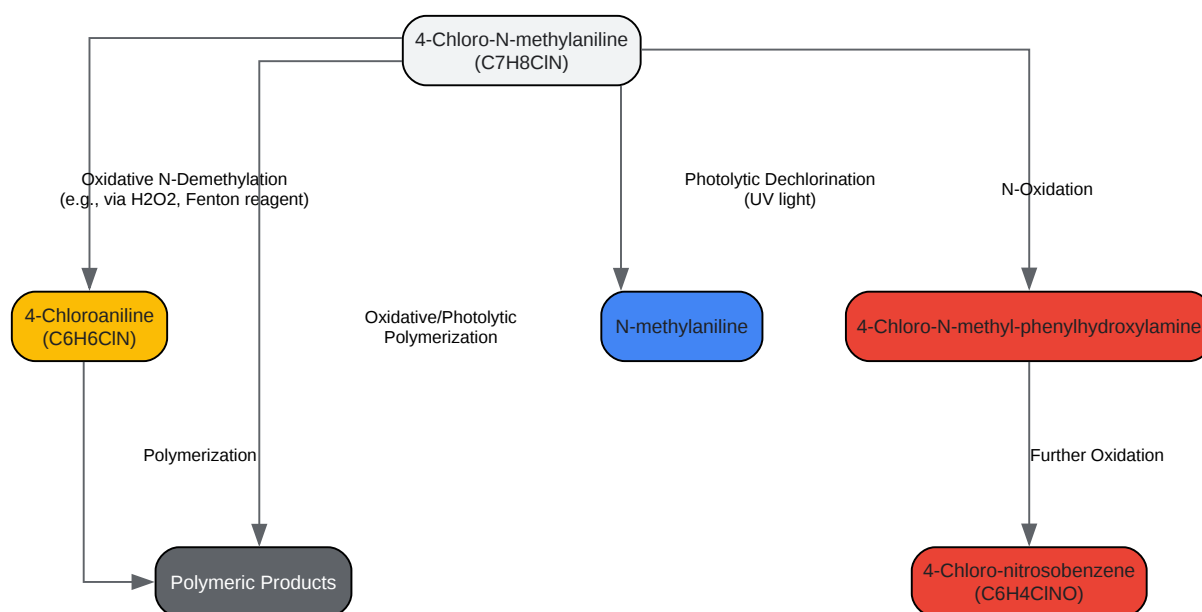 4-Chloro-N-methylaniline
(C7H8ClN)
Oxidative N-Demethylation
(e.g., via H2O2, Fenton reagent)
Photolytic Dechlorination
(UV light)
N-Oxidation
4-Chloroaniline
(C6H6ClN)
Oxidative/Photolytic
Polymerization
N-methylaniline
4-Chloro-N-methyl-phenylhydroxylamine
Polymerization
Further Oxidation
Polymeric Products
4-Chloro-nitrosobenzene
(C6H4ClNO)